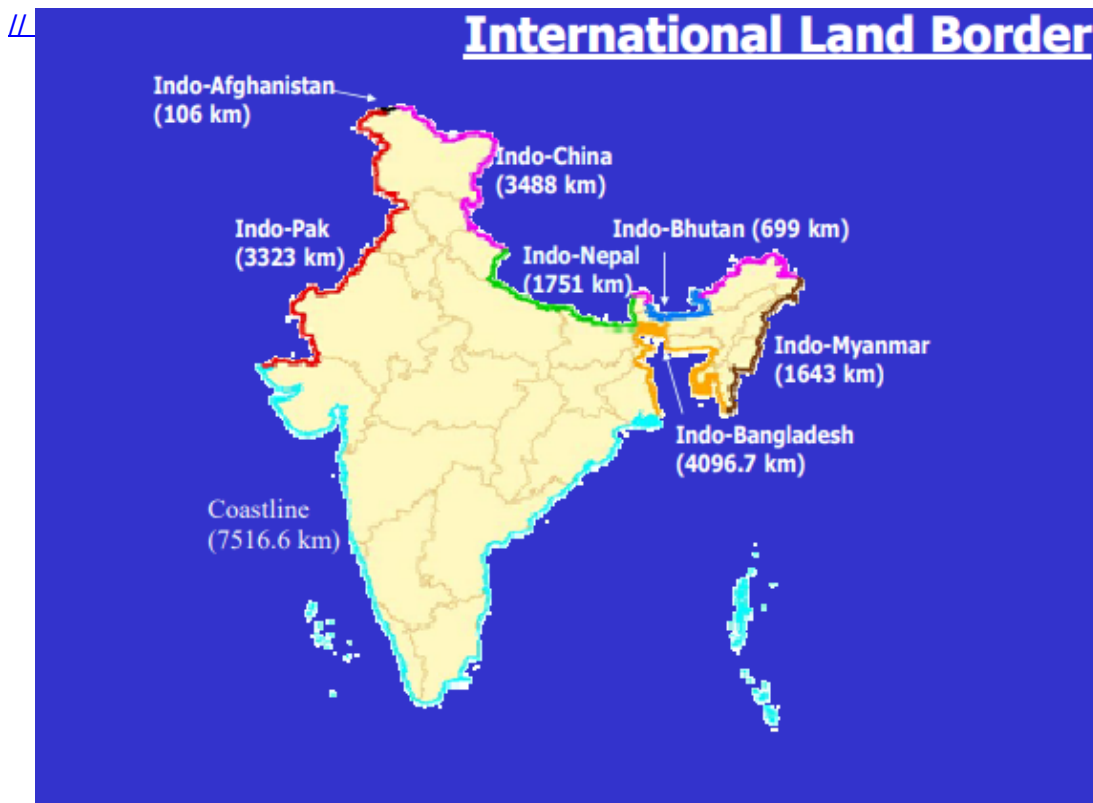 //
International Land Border
Indo-Afghanistan
(106 km)
Indo-China
(3488 km)
Indo-Pak
(3323 km)
Indo-Bhutan (699 km)
Indo-Nepal
(1751 km)
Indo-Myanmar
(1643 km)
Indo-Bangladesh
(4096.7 km)
Coastline
(7516.6 km)